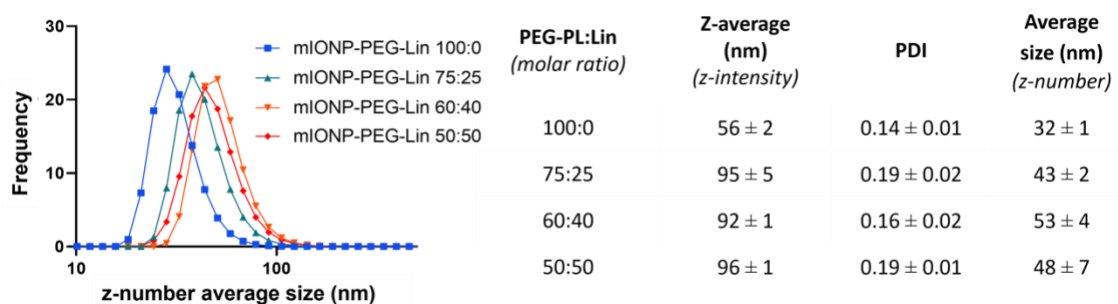 30
20
10
0
Frequency
10
100
z-number average size (nm)
mIONP-PEG-Lin 100:0
mIONP-PEG-Lin 75:25
mIONP-PEG-Lin 60:40
mIONP-PEG-Lin 50:50
PEG-PL:Lin
(molar ratio)
Z-average
(nm)
(z-intensity)
PDI
Average
size (nm)
(z-number)
100:0 56 ± 2 0.14 ± 0.01 32 ± 1
75:25 95 ± 5 0.19 ± 0.02 43 ± 2
60:40 92 ± 1 0.16 ± 0.02 53 ± 4
50:50 96 ± 1 0.19 ± 0.01 48 ± 7